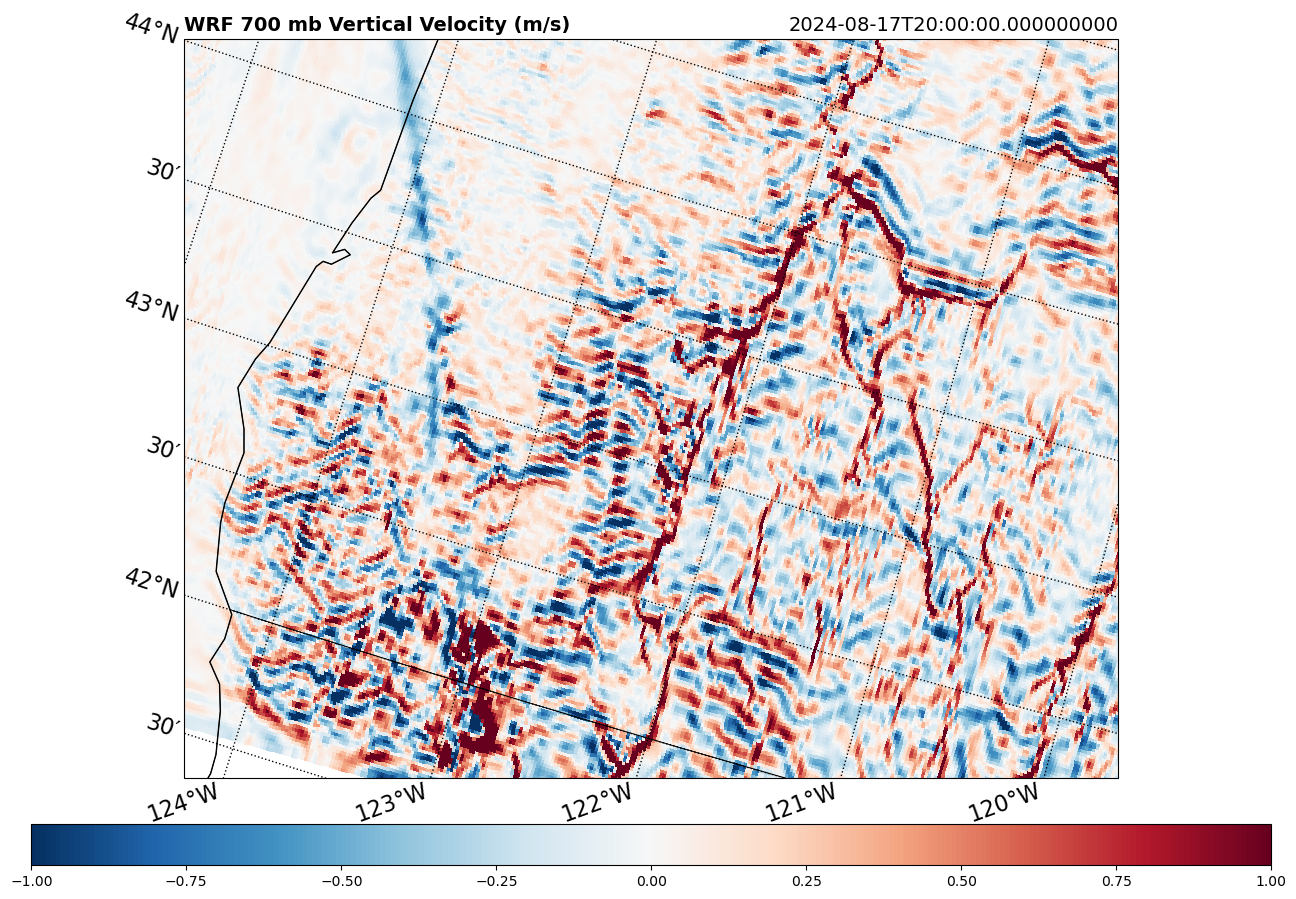 WRF 700 mb Vertical Velocity (m/s) 2024-08-17T20:00:00.000000000
44°N
30′
43°N
30′
42°N
30′
124°W 123°W 122°W 121°W 120°W
−1.00 −0.75 −0.50 −0.25 0.00 0.25 0.50 0.75 1.00